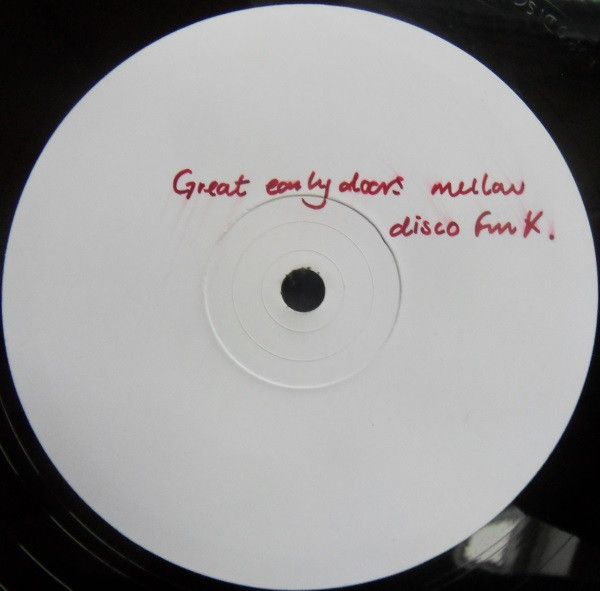 Great early doors mellow
disco funk.